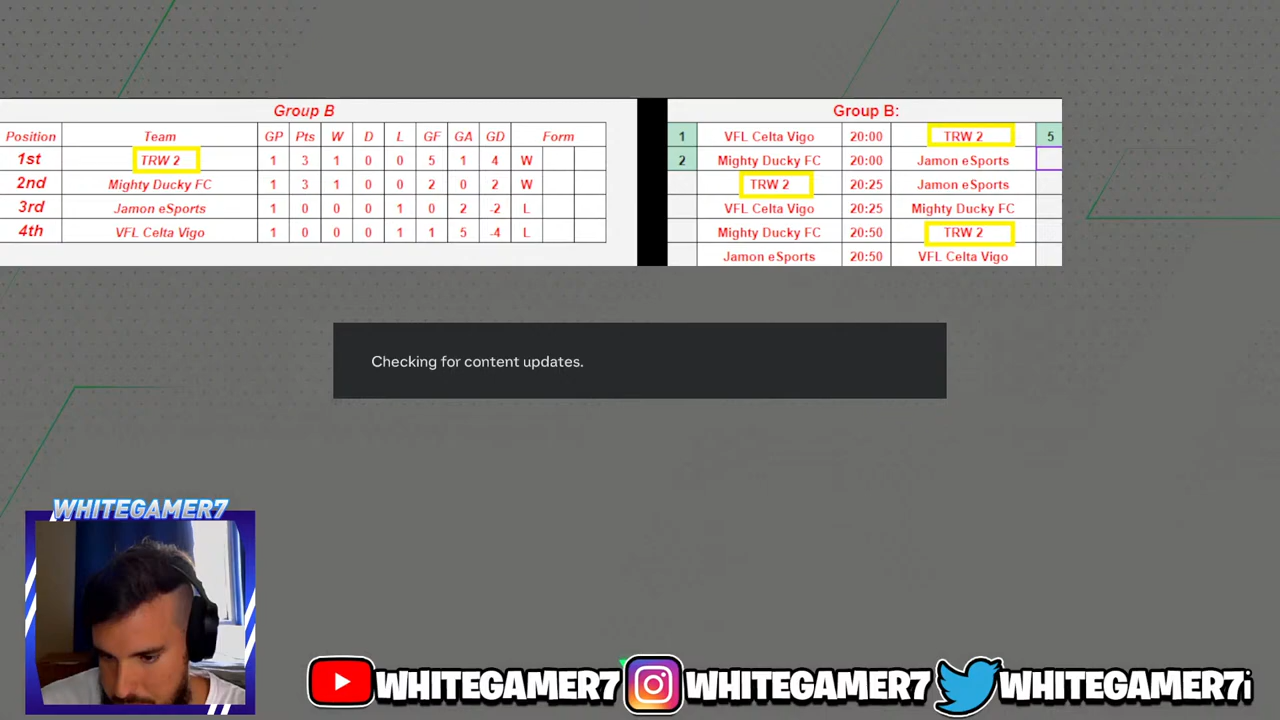 Group B
Position Team GP Pts W D L GF GA GD Form
1st TRW 2 1 3 1 0 0 5 1 4 W
2nd Mighty Ducky FC 1 3 1 0 0 2 0 2 W
3rd Jamon eSports 1 0 0 0 1 0 2 -2 L
4th VFL Celta Vigo 1 0 0 0 1 1 5 -4 L
Group B:
1 VFL Celta Vigo 20:00 TRW 2 5
2 Mighty Ducky FC 20:00 Jamon eSports
TRW 2 20:25 Jamon eSports
VFL Celta Vigo 20:25 Mighty Ducky FC
Mighty Ducky FC 20:50 TRW 2
Jamon eSports 20:50 VFL Celta Vigo
Checking for content updates.
WHITEGAMER7
WHITEGAMER7 WHITEGAMER7 WHITEGAMER7i